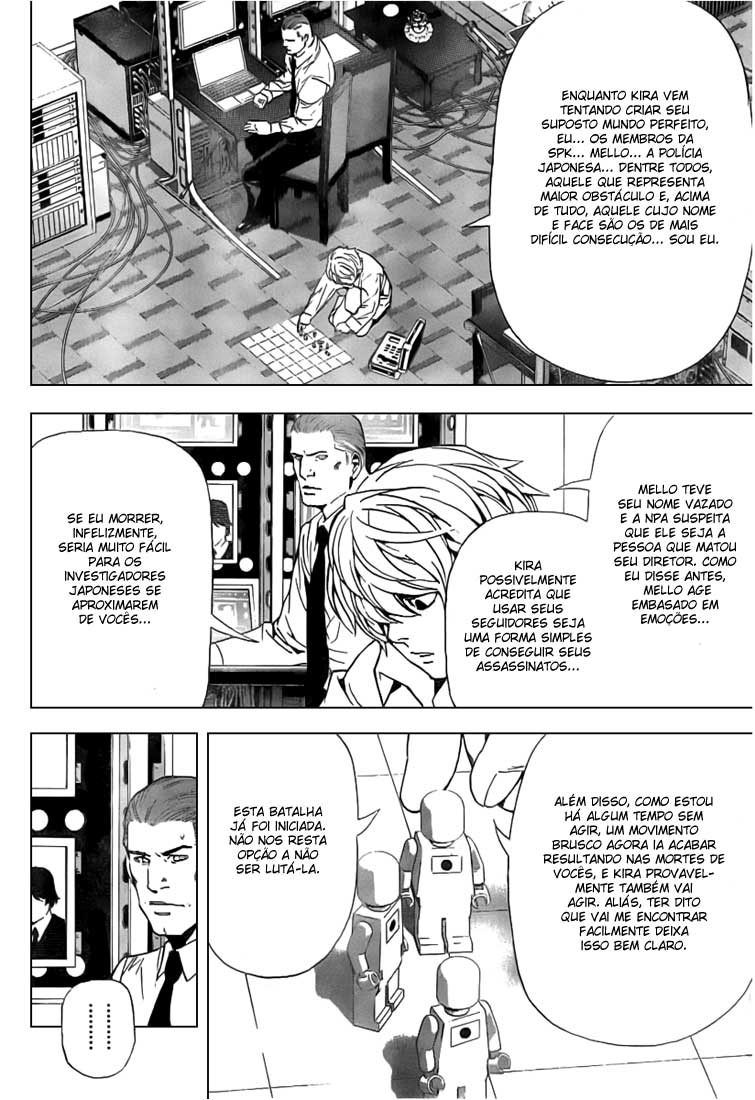 ENQUANTO KIRA VEM
TENTANDO CRIAR SEU
SUPOSTO MUNDO PERFEITO,
EU... OS MEMBROS DA
SPK... MELLO... A POLÍCIA
JAPONESA... DENTRE TODOS,
AQUELE QUE REPRESENTA
MAIOR OBSTÁCULO E, ACIMA
DE TUDO, AQUELE CUJO NOME
E FACE SÃO OS DE MAIS
DIFÍCIL CONSECUÇÃO... SOU EU.
MELLO TEVE
SEU NOME VAZADO
E A NPA SUSPEITA
QUE ELE SEJA A
PESSOA QUE MATOU
SEU DIRETOR. COMO
EU DISSE ANTES,
MELLO AGE
EMBASADO EM
EMOÇÕES...
KIRA
POSSIVELMENTE
ACREDITA QUE
USAR SEUS
SEGUIDORES SEJA
UMA FORMA SIMPLES
DE CONSEGUIR SEUS
ASSASSINATOS...
SE EU MORRER,
INFELIZMENTE,
SERIA MUITO FÁCIL
PARA OS
INVESTIGADORES
JAPONESES SE
APROXIMAREM
DE VOCÊS...
ALÉM DISSO, COMO ESTOU
HÁ ALGUM TEMPO SEM
AGIR, UM MOVIMENTO
BRUSCO AGORA IA ACABAR
RESULTANDO NAS MORTES DE
VOCÊS, E KIRA PROVAVEL-
MENTE TAMBÉM VAI
AGIR. ALIÁS, TER DITO
QUE VAI ME ENCONTRAR
FACILMENTE DEIXA
ISSO BEM CLARO.
ESTA BATALHA
JÁ FOI INICIADA.
NÃO NOS RESTA
OPÇÃO A NÃO
SER LUTÁ-LA.
........
........